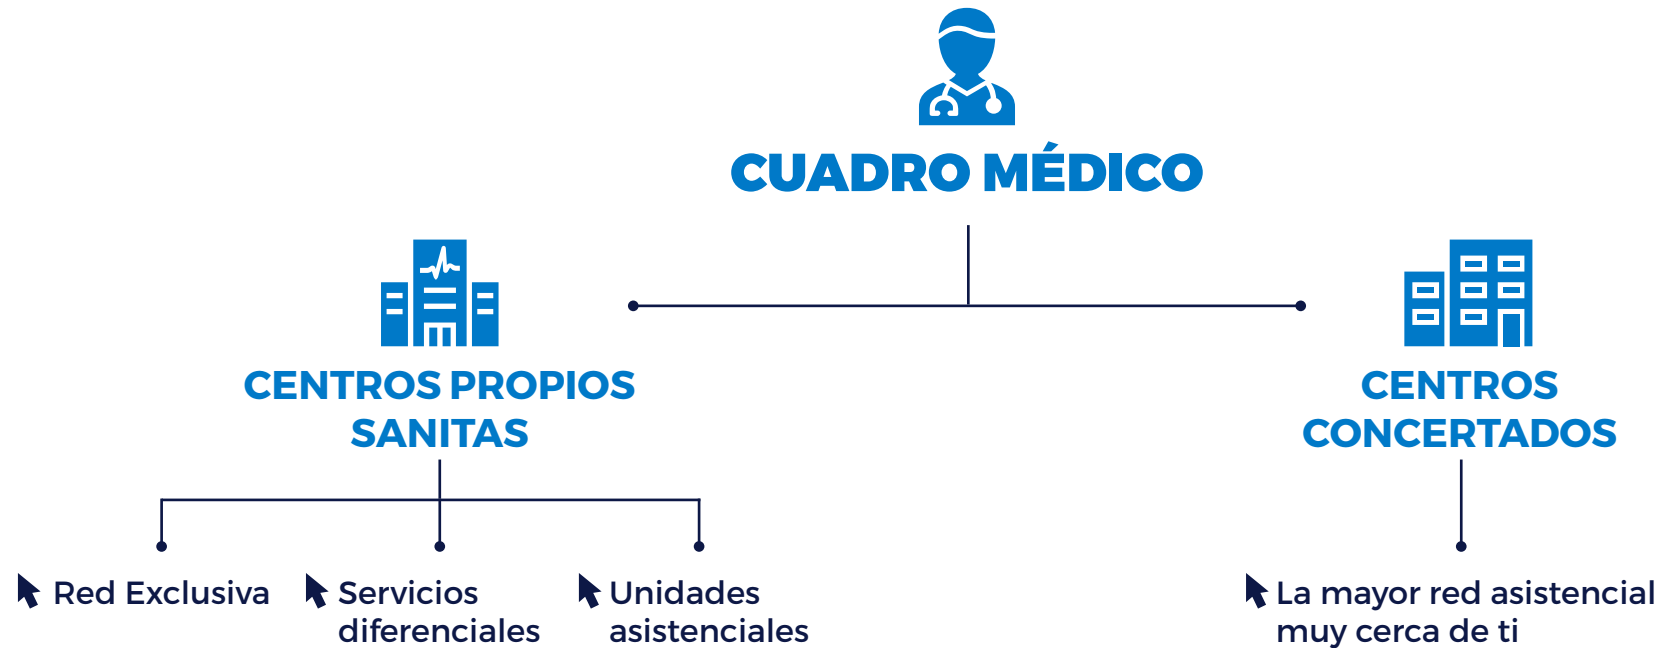 CUADRO MÉDICO
CENTROS PROPIOS
SANITAS
CENTROS
CONCERTADOS
Red Exclusiva
Servicios
diferenciales
Unidades
asistenciales
La mayor red asistencial
muy cerca de ti